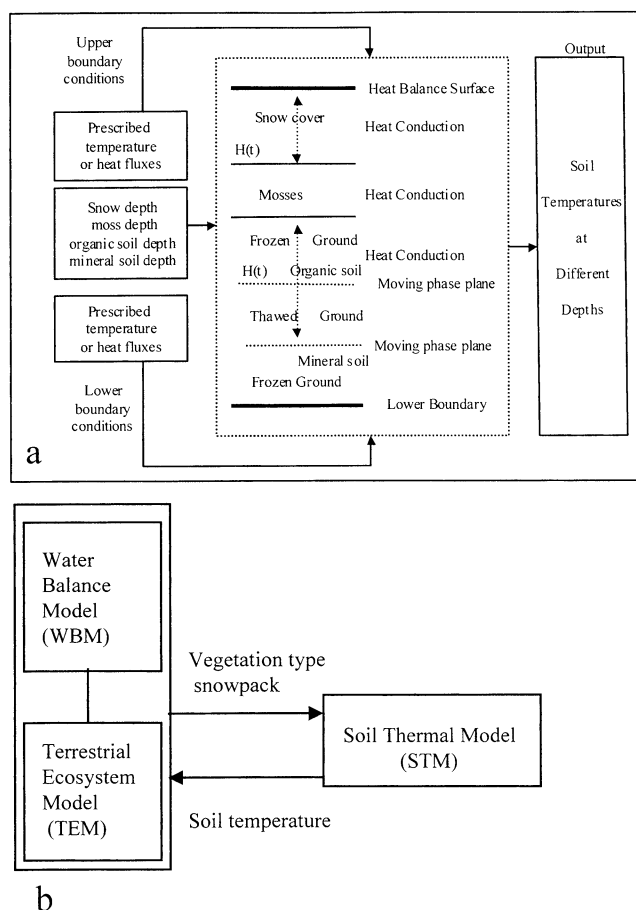 Upper
boundary
conditions
Prescribed
temperature
or heat fluxes
Snow depth
moss depth
organic soil depth
mineral soil depth
Prescribed
temperature
or heat fluxes
Lower
boundary
conditions
Heat Balance Surface
Snow cover
Heat Conduction
H(t)
Mosses
Heat Conduction
Frozen Ground
Heat Conduction
H(t) Organic soil
Moving phase plane
Thawed Ground
Moving phase plane
Mineral soil
Frozen Ground
Lower Boundary
Output
Soil
Temperatures
at
Different
Depths
a
Water
Balance
Model
(WBM)
Terrestrial
Ecosystem
Model
(TEM)
Vegetation type
snowpack
Soil temperature
Soil Thermal Model
(STM)
b